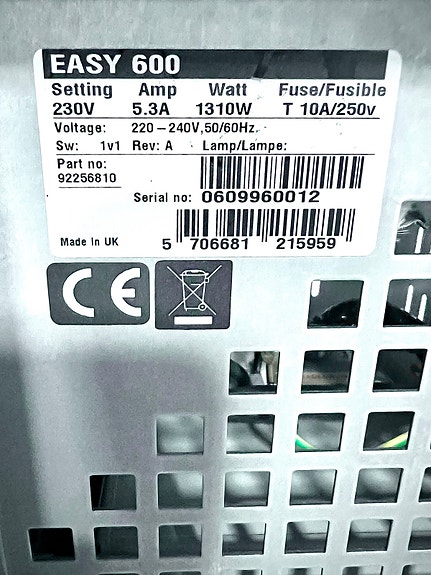 EASY 600
Setting Amp Watt Fuse/Fusible
230V 5.3A 1310W T 10A/250v
Voltage: 220-240V,50/60Hz.
Sw: 1v1 Rev: A Lamp/Lampe:
Part no:
92256810
Serial no: 0609960012
Made In UK 5 706681 215959
CE